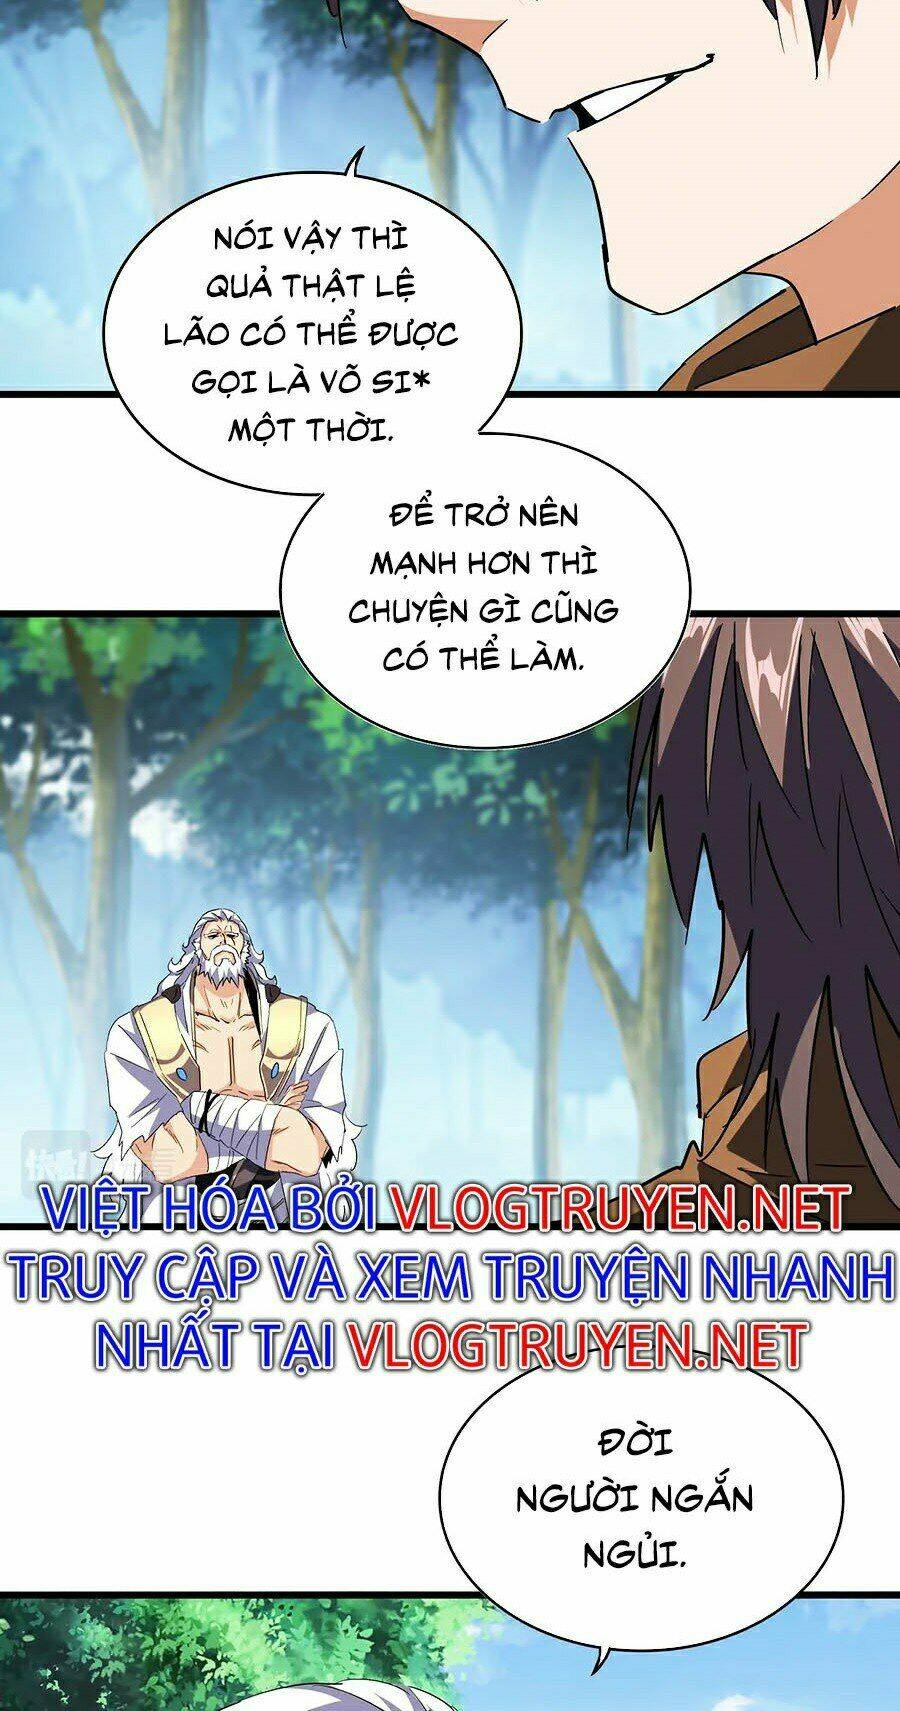 NÓI VẬY THÌ
QUẢ THẬT LỆ
LÃO CÓ THỂ ĐƯỢC
GỌI LÀ VÕ SI*
MỘT THỜI.
ĐỂ TRỞ NÊN
MẠNH HƠN THÌ
CHUYỆN GÌ CŨNG
CÓ THỂ LÀM.
VIỆT HÓA BỞI VLOGTRUYEN.NET
TRUY CẬP VÀ XEM TRUYỆN NHANH
NHẤT TẠI VLOGTRUYEN.NET
ĐỜI
NGƯỜI NGẮN
NGỦI.